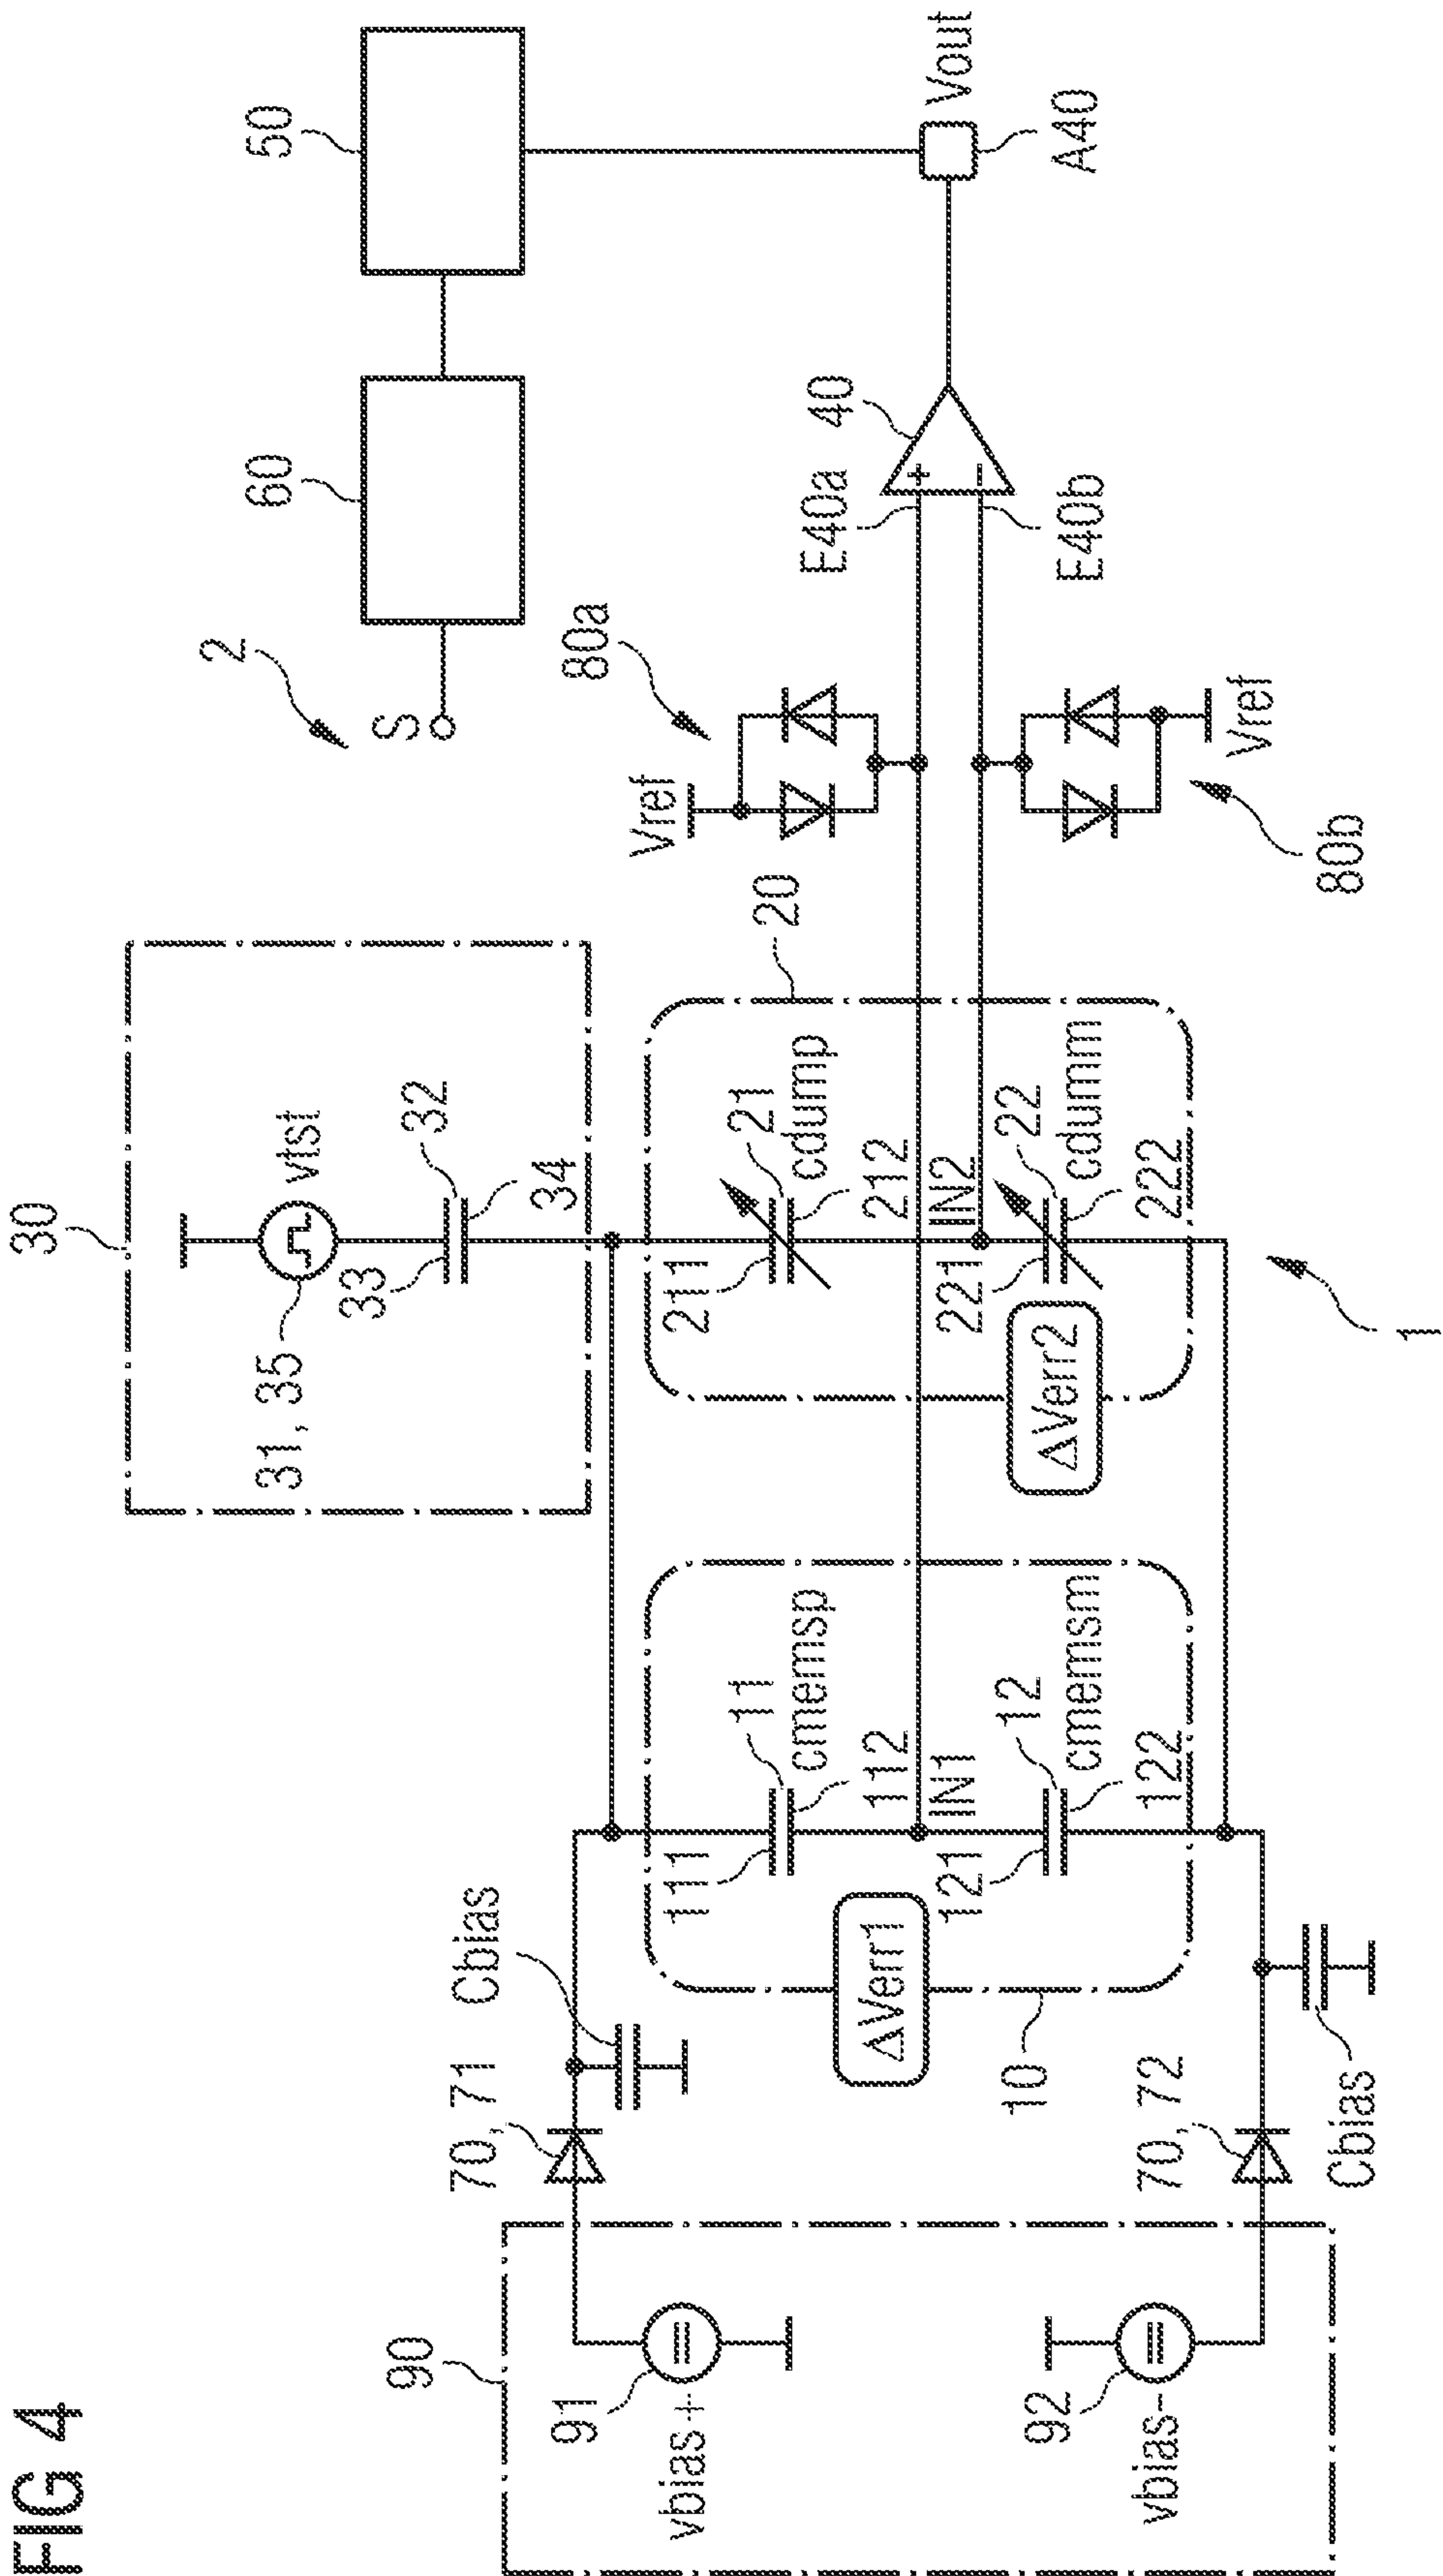 FIG 4
90
91
vbias+
92
vbias–
70, 71
Cbias
70, 72
Cbias
10
ΔVerr1
111
11
cmemsp
112
IN1
121
12
cmemsm
122
30
31, 35
vtst
33
32
34
20
ΔVerr2
211
21
cdump
212
IN2
221
22
cdumm
222
1
2
S
60
50
Vref
80a
80b
Vref
E40a
40
E40b
+
–
Vout
A40